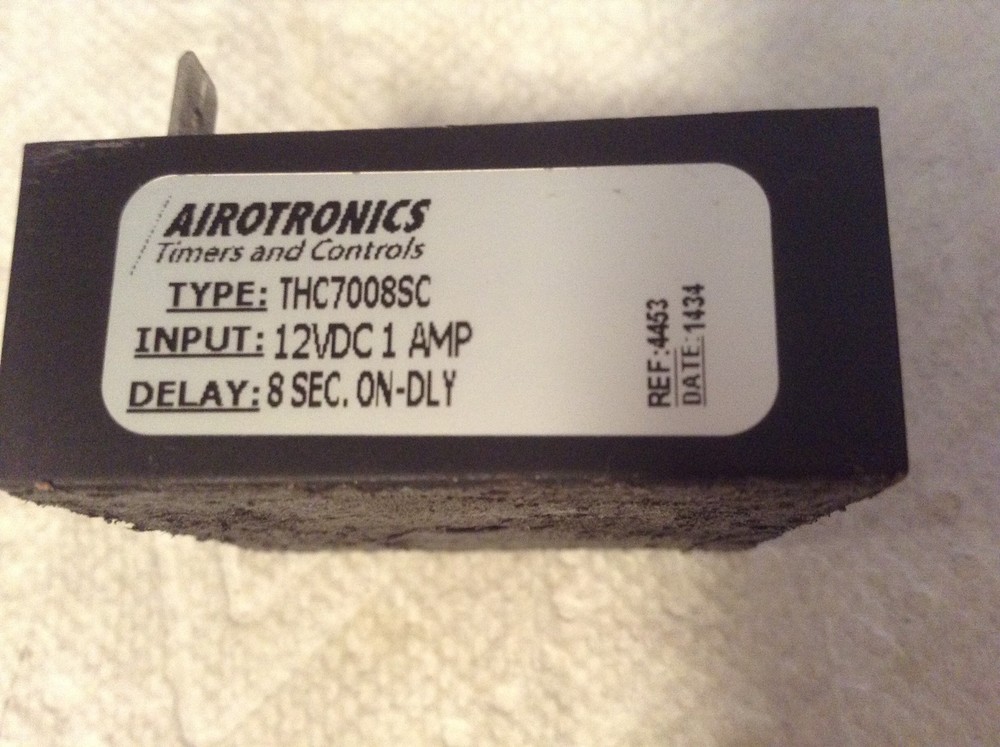 AIROTRONICS
Timers and Controls
TYPE: THC7008SC
INPUT: 12VDC 1 AMP
DELAY: 8 SEC. ON-DLY
REF:4453
DATE:1434